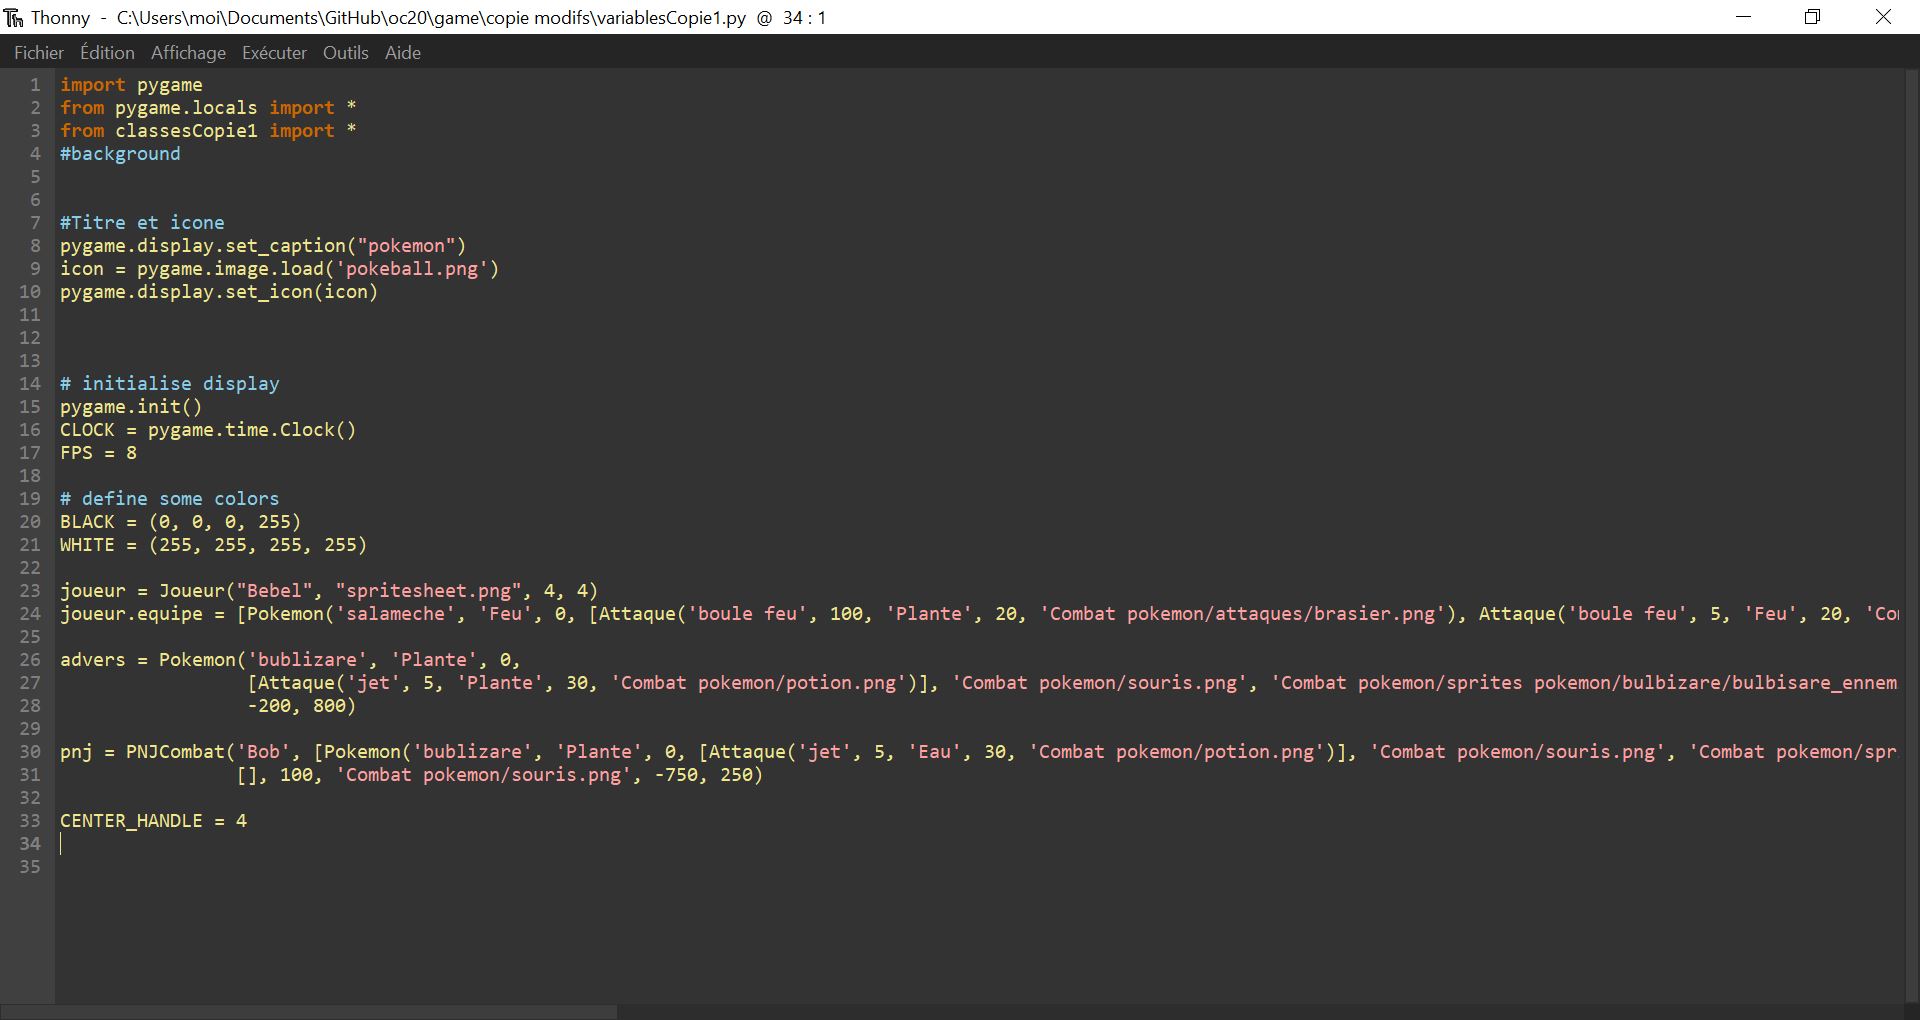 Thonny - C:\Users\moi\Documents\GitHub\oc20\game\copie modifs\variablesCopie1.py @ 34 : 1
Fichier Édition Affichage Exécuter Outils Aide
1 import pygame
2 from pygame.locals import *
3 from classesCopie1 import *
4 #background
5
6
7 #Titre et icone
8 pygame.display.set_caption("pokemon")
9 icon = pygame.image.load('pokeball.png')
10 pygame.display.set_icon(icon)
11
12
13
14 # initialise display
15 pygame.init()
16 CLOCK = pygame.time.Clock()
17 FPS = 8
18
19 # define some colors
20 BLACK = (0, 0, 0, 255)
21 WHITE = (255, 255, 255, 255)
22
23 joueur = Joueur("Bebel", "spritesheet.png", 4, 4)
24 joueur.equipe = [Pokemon('salameche', 'Feu', 0, [Attaque('boule feu', 100, 'Plante', 20, 'Combat pokemon/attaques/brasier.png'), Attaque('boule feu', 5, 'Feu', 20, 'Co
25
26 advers = Pokemon('bublizare', 'Plante', 0,
27 [Attaque('jet', 5, 'Plante', 30, 'Combat pokemon/potion.png')], 'Combat pokemon/souris.png', 'Combat pokemon/sprites pokemon/bulbizare/bulbisare_ennem
28 -200, 800)
29
30 pnj = PNJCombat('Bob', [Pokemon('bublizare', 'Plante', 0, [Attaque('jet', 5, 'Eau', 30, 'Combat pokemon/potion.png')], 'Combat pokemon/souris.png', 'Combat pokemon/spr
31 [], 100, 'Combat pokemon/souris.png', -750, 250)
32
33 CENTER_HANDLE = 4
34
35